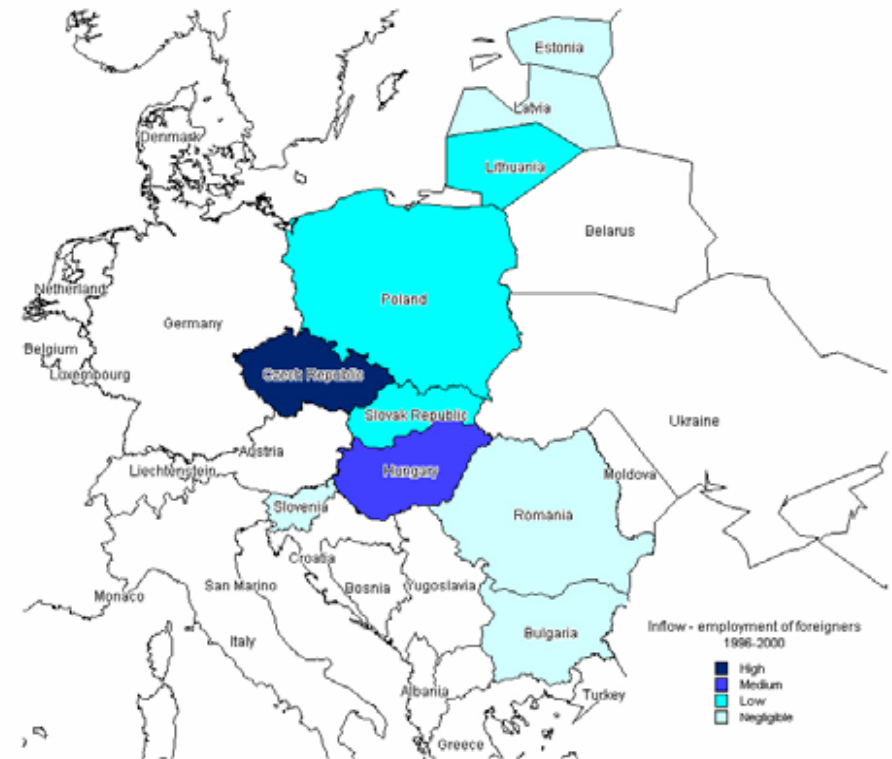 Estonia
Latvia
Denmark
Lithuania
Belarus
Netherland
Poland
Germany
Belgium
Luxembourg
Czech Republic
Slovak Republic
Ukraine
Austria
Liechtenstein
Hungary
Moldova
Slovenia
Romania
Croatia
San Marino
Bosnia
Yugoslavia
Monaco
Italy
Bulgaria
Inflow - employment of foreigners
1996-2000
High
Medium
Low
Negligible
Albania
Turkey
Greece